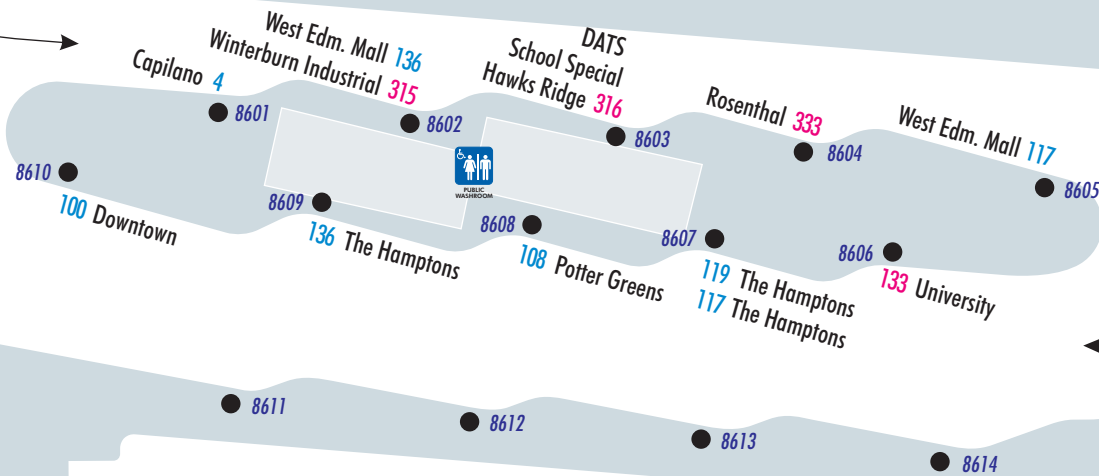 West Edm. Mall 136
Winterburn Industrial 315
Capilano 4
8601
8602
DATS
School Special
Hawks Ridge 316
8603
Rosenthal 333
8604
West Edm. Mall 117
8605
PUBLIC
WASHROOM
8610
100 Downtown
8609
136 The Hamptons
8608
108 Potter Greens
8607
119 The Hamptons
117 The Hamptons
8606
133 University
8611
8612
8613
8614